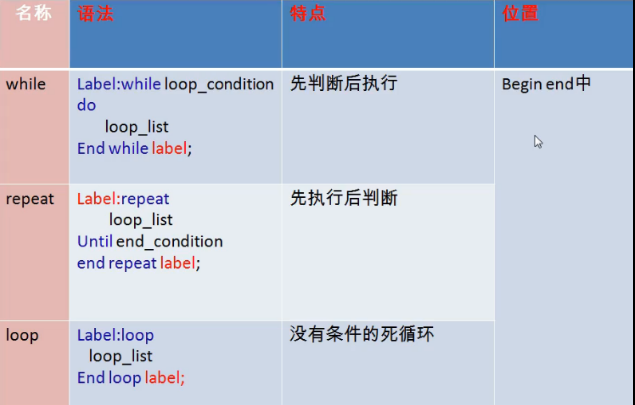 名称 语法 特点 位置
while Label:while loop_condition 先判断后执行 Begin end中
do
loop_list
End while label;
repeat Label:repeat 先执行后判断
loop_list
Until end_condition
end repeat label;
loop Label:loop 没有条件的死循环
loop_list
End loop label;